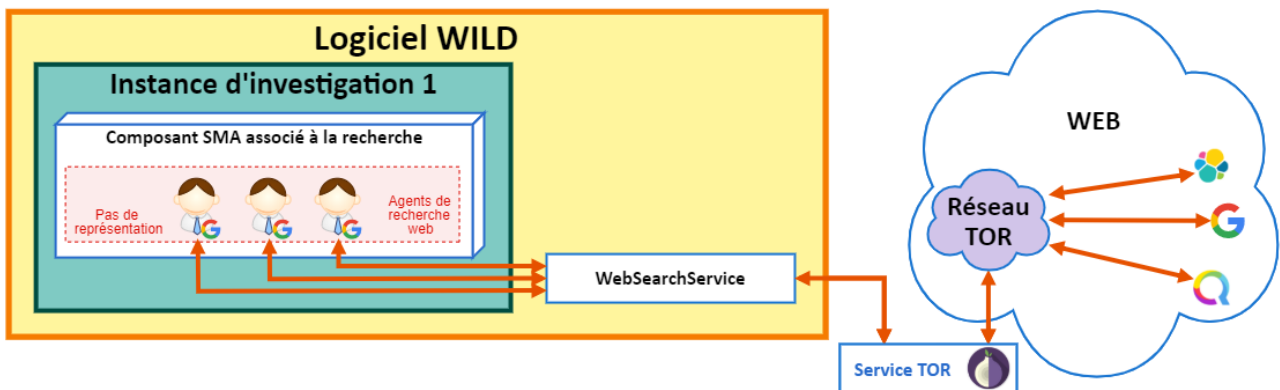 Logiciel WILD
Instance d'investigation 1
Composant SMA associé à la recherche
Pas de
représentation
Agents de
recherche
web
WebSearchService
Service TOR
WEB
Réseau
TOR